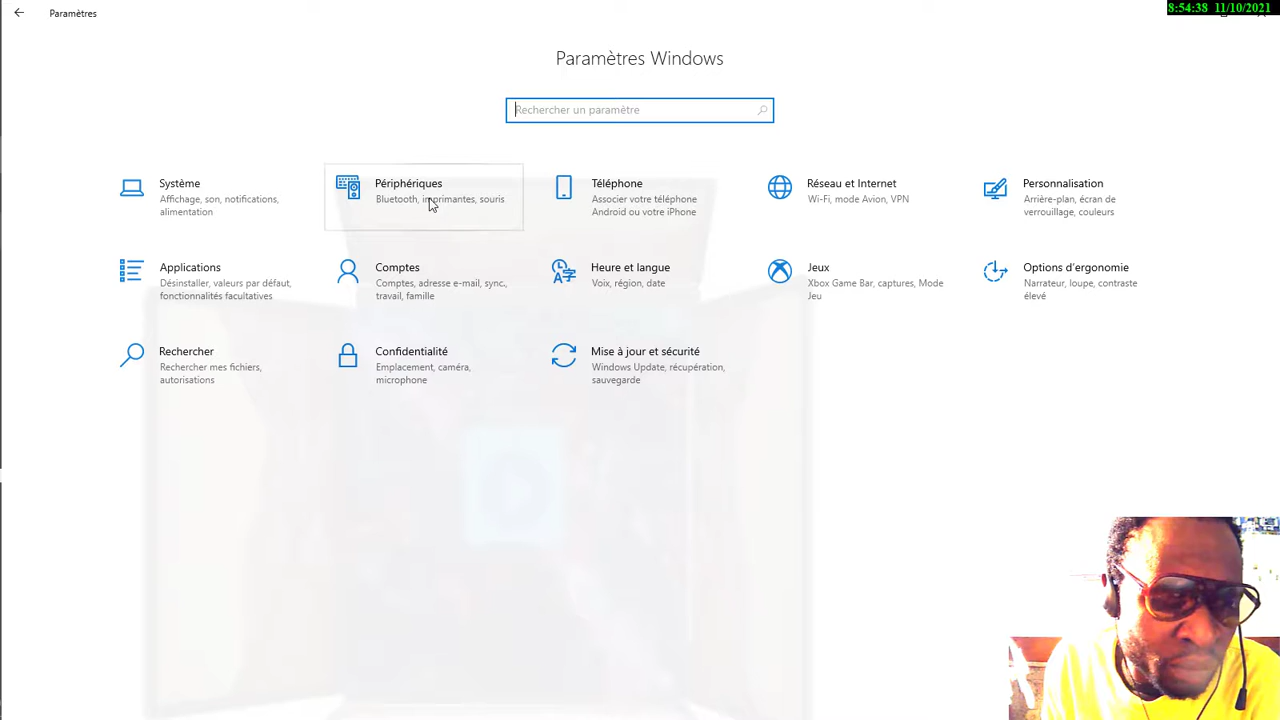 Paramètres
8:54:38 11/10/2021
Paramètres Windows
Rechercher un paramètre
Système
Affichage, son, notifications,
alimentation
Périphériques
Bluetooth, imprimantes, souris
Téléphone
Associer votre téléphone
Android ou votre iPhone
Réseau et Internet
Wi-Fi, mode Avion, VPN
Personnalisation
Arrière-plan, écran de
verrouillage, couleurs
Applications
Désinstaller, valeurs par défaut,
fonctionnalités facultatives
Comptes
Comptes, adresse e-mail, sync.,
travail, famille
Heure et langue
Voix, région, date
Jeux
Xbox Game Bar, captures, Mode
Jeu
Options d’ergonomie
Narrateur, loupe, contraste
élevé
Rechercher
Rechercher mes fichiers,
autorisations
Confidentialité
Emplacement, caméra,
microphone
Mise à jour et sécurité
Windows Update, récupération,
sauvegarde